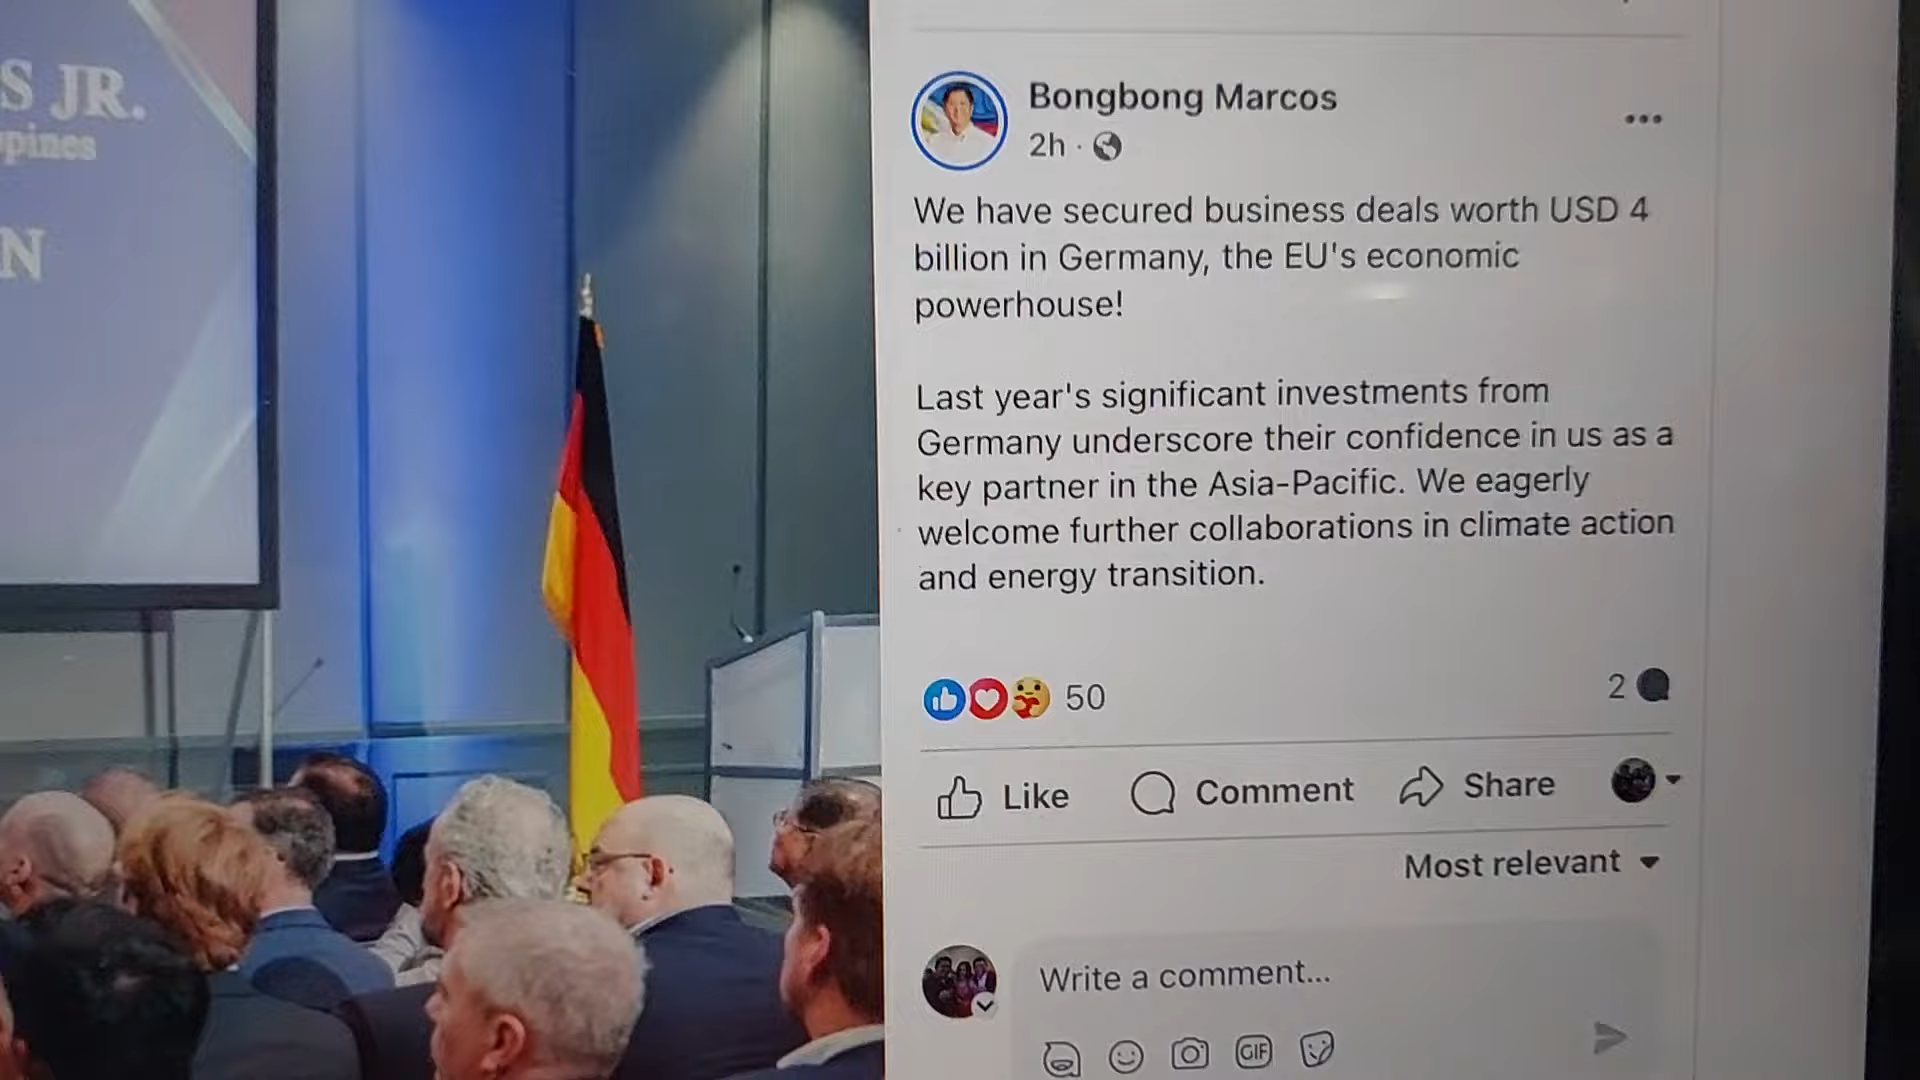 S JR.
ppines
N
Bongbong Marcos
2h ·
We have secured business deals worth USD 4
billion in Germany, the EU's economic
powerhouse!
Last year's significant investments from
Germany underscore their confidence in us as a
key partner in the Asia-Pacific. We eagerly
welcome further collaborations in climate action
and energy transition.
50
2
Like
Comment
Share
Most relevant
Write a comment...
GIF